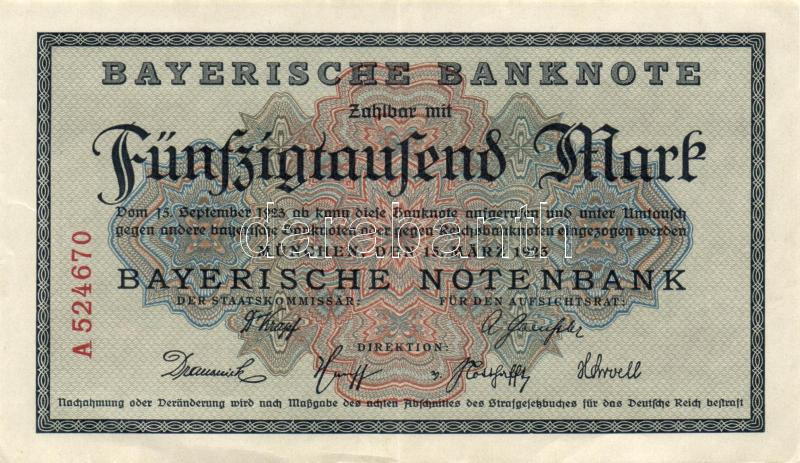 BAYERISCHE BANKNOTE
Zahlbar mit
Fünfzigtausend Mark
Vom 15. September 1923 ab kann diese Banknote aufgerufen und unter Umtausch
gegen andere bayerische Banknoten oder gegen Reichsbanknoten eingezogen werden
MÜNCHEN, DEN 15. MÄRZ 1923
BAYERISCHE NOTENBANK
DER STAATSKOMMISSÄR: FÜR DEN AUFSICHTSRAT:
DIREKTION:
Nachahmung oder Veränderung wird nach Maßgabe des achten Abschnittes des Strafgesetzbuches für das Deutsche Reich bestraft
A 524670
darabanth